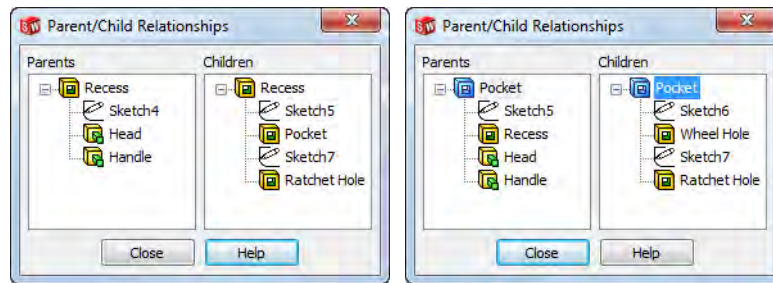 Parent/Child Relationships
Parents
Children
Recess
Sketch4
Head
Handle
Recess
Sketch5
Pocket
Sketch7
Ratchet Hole
Close
Help
Parent/Child Relationships
Parents
Children
Pocket
Sketch5
Recess
Head
Handle
Pocket
Sketch6
Wheel Hole
Sketch7
Ratchet Hole
Close
Help